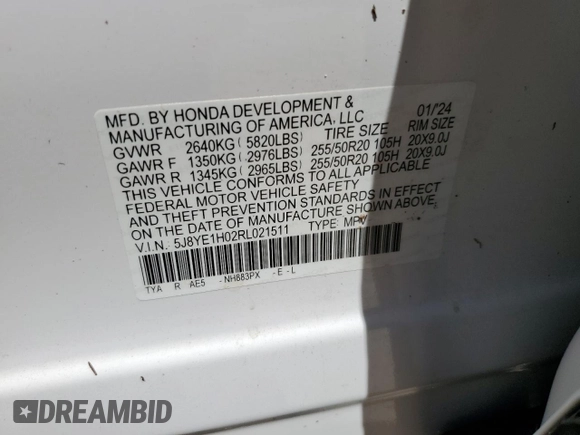 MFD. BY HONDA DEVELOPMENT &
MANUFACTURING OF AMERICA, LLC 01/'24
GVWR 2640KG( 5820LBS) TIRE SIZE RIM SIZE
GAWR F 1350KG( 2976LBS) 255/50R20 105H 20X9.0J
GAWR R 1345KG( 2965LBS) 255/50R20 105H 20X9.0J
THIS VEHICLE CONFORMS TO ALL APPLICABLE
FEDERAL MOTOR VEHICLE SAFETY
AND THEFT PREVENTION STANDARDS IN EFFECT
ON THE DATE OF MANUFACTURE SHOWN ABOVE.
V.I.N.: 5J8YE1H02RL021511 TYPE: MPV
TYA R AE5 -NH883PX -E-L
DREAMBID